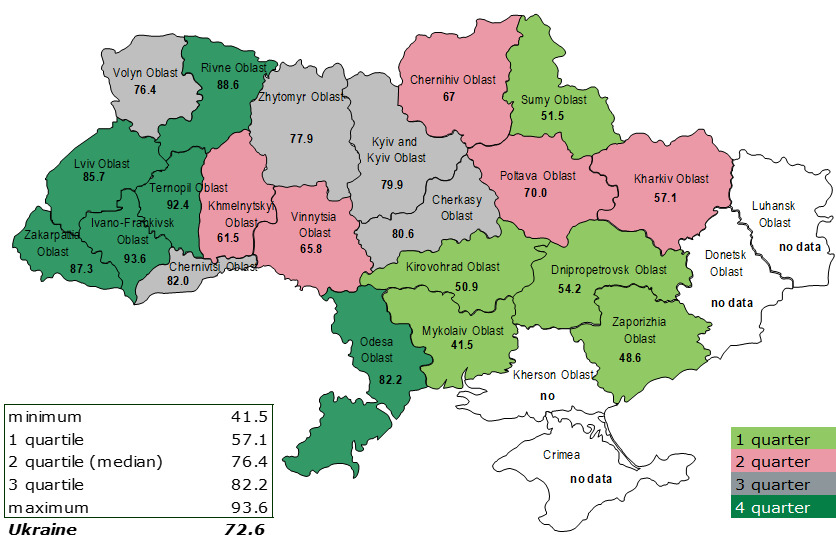 Volyn Oblast
76.4
Rivne Oblast
88.6
Zhytomyr Oblast
77.9
Kyiv and
Kyiv Oblast
79.9
Chernihiv Oblast
67
Sumy Oblast
51.5
Lviv Oblast
85.7
Ternopil Oblast
92.4
Khmelnytskyi
Oblast
61.5
Vinnytsia
Oblast
65.8
Cherkasy
Oblast
80.6
Poltava Oblast
70.0
Kharkiv Oblast
57.1
Luhansk
Oblast
no data
Donetsk
Oblast
no data
Zakarpattia
Oblast
87.3
Ivano-Frankivsk
Oblast
93.6
Chernivtsi Oblast
82.0
Kirovohrad Oblast
50.9
Dnipropetrovsk Oblast
54.2
Zaporizhia
Oblast
48.6
Odesa
Oblast
82.2
Mykolaiv Oblast
41.5
Kherson Oblast
no
Crimea
no data
minimum 41.5
1 quartile 57.1
2 quartile (median) 76.4
3 quartile 82.2
maximum 93.6
Ukraine 72.6
1 quarter
2 quarter
3 quarter
4 quarter